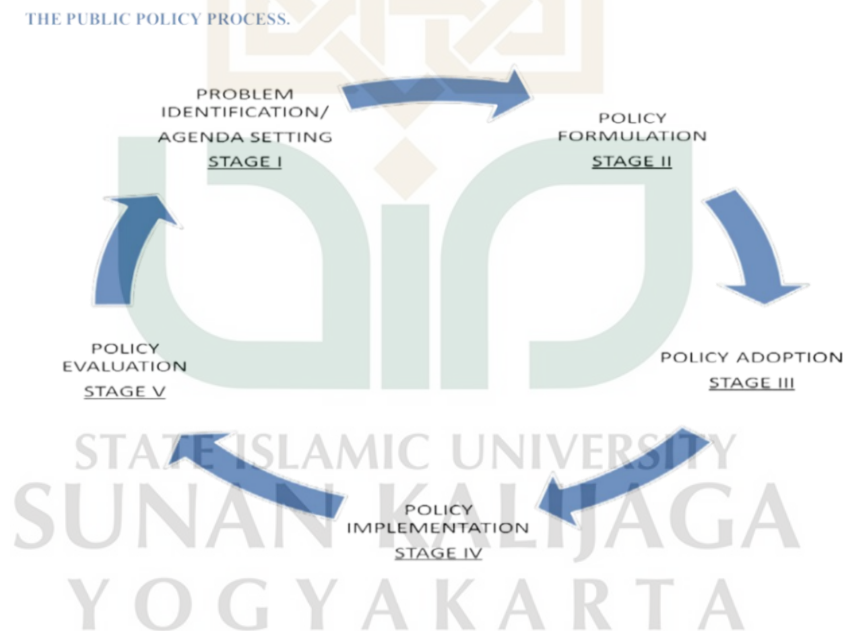 THE PUBLIC POLICY PROCESS.
PROBLEM
IDENTIFICATION/
AGENDA SETTING
STAGE I
POLICY
FORMULATION
STAGE II
POLICY ADOPTION
STAGE III
POLICY
IMPLEMENTATION
STAGE IV
POLICY
EVALUATION
STAGE V
STATE ISLAMIC UNIVERSITY
SUNAN KALIJAGA
YOGYAKARTA